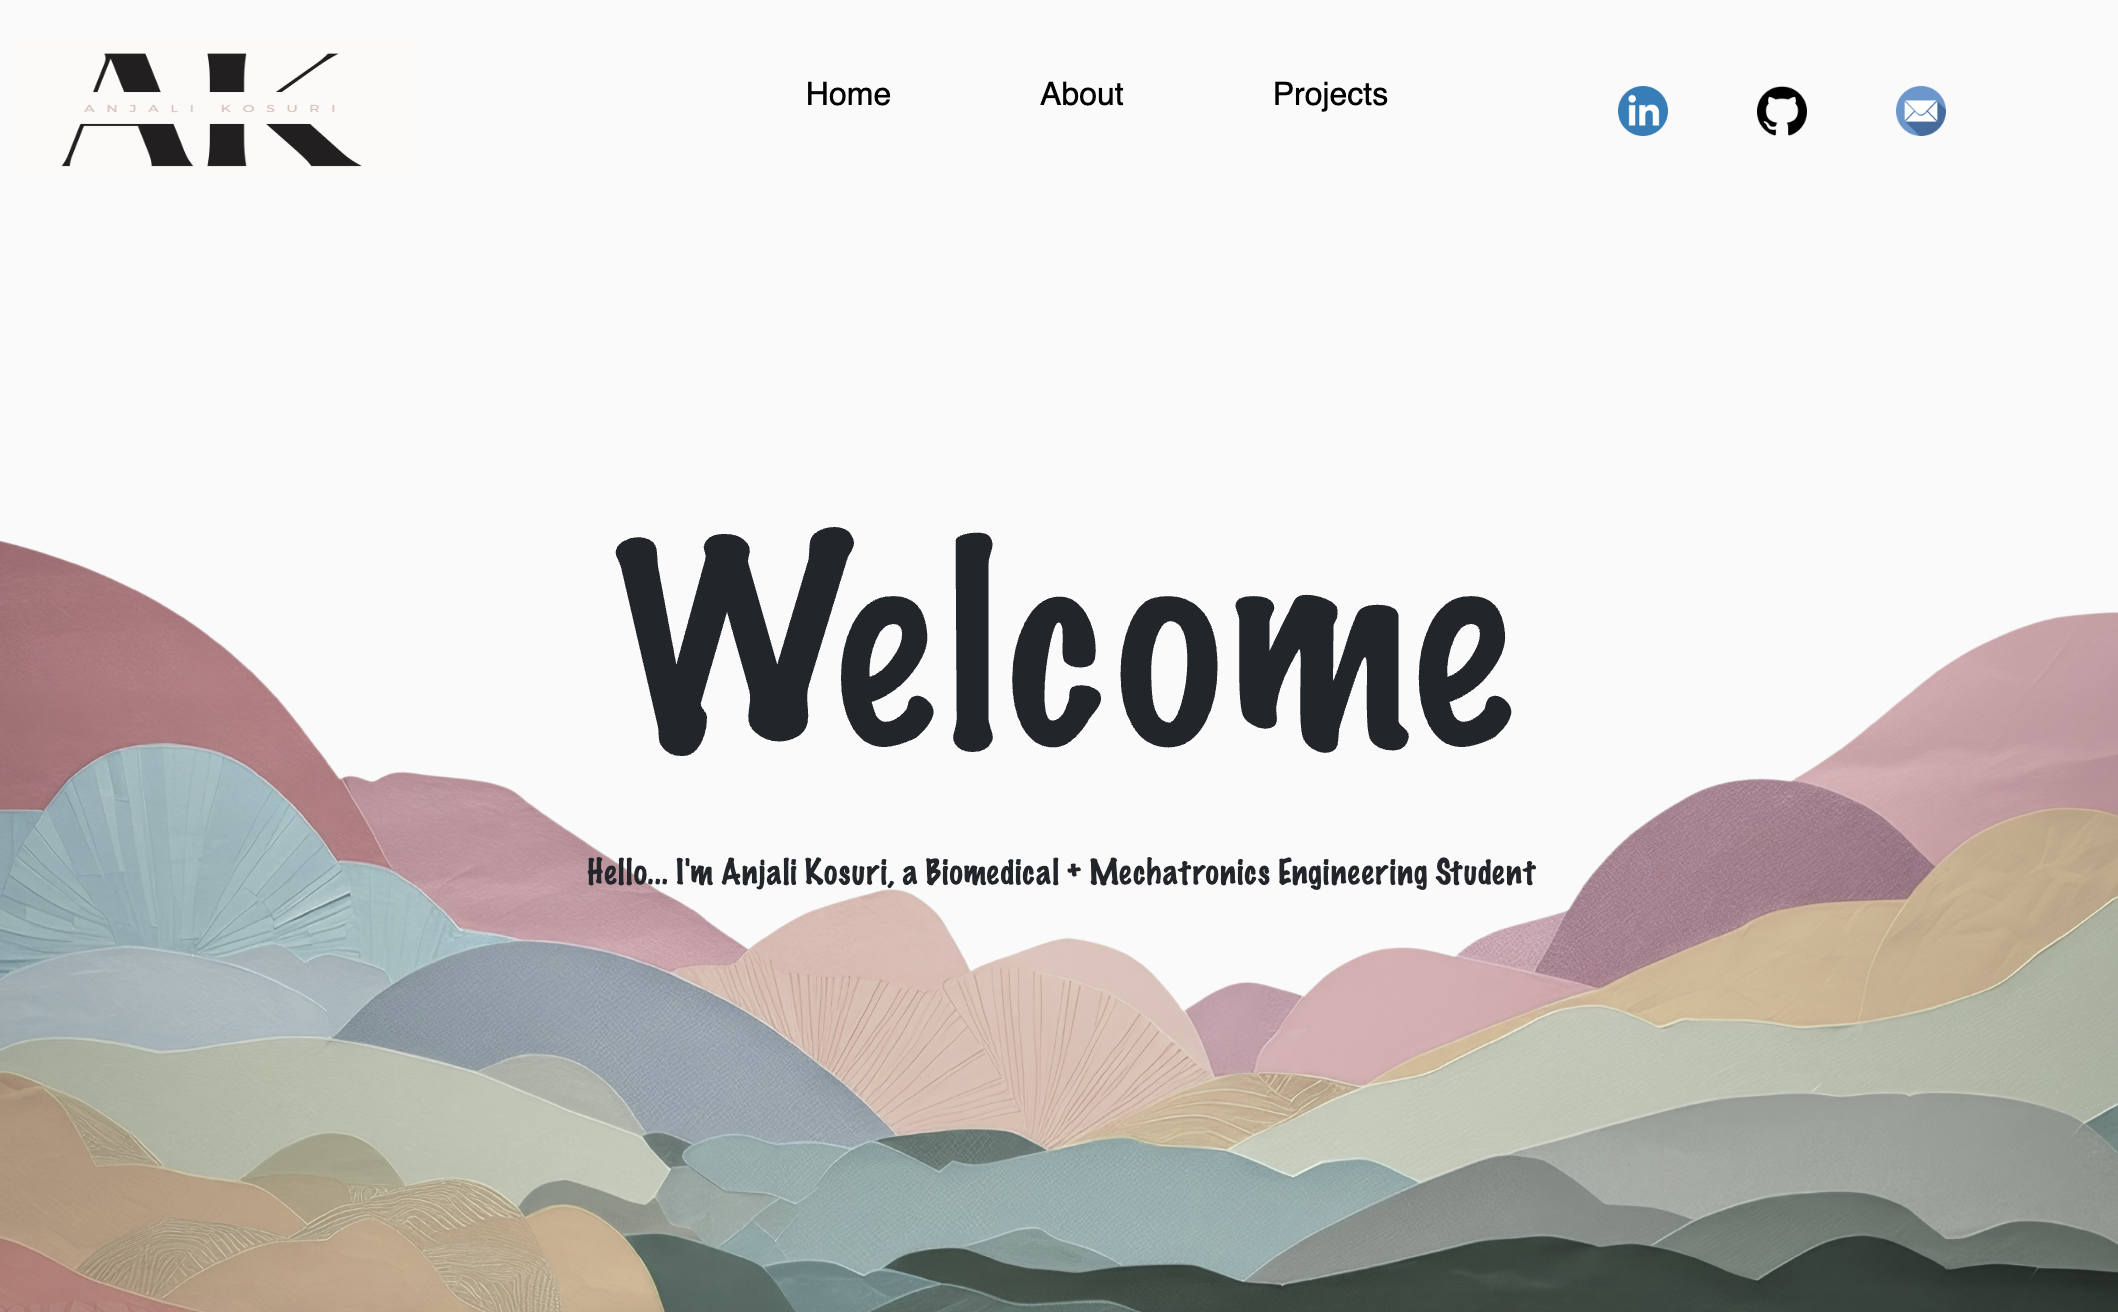 AK
ANJALI KOSURI
Home About Projects
in
Welcome
Hello... I'm Anjali Kosuri, a Biomedical + Mechatronics Engineering Student